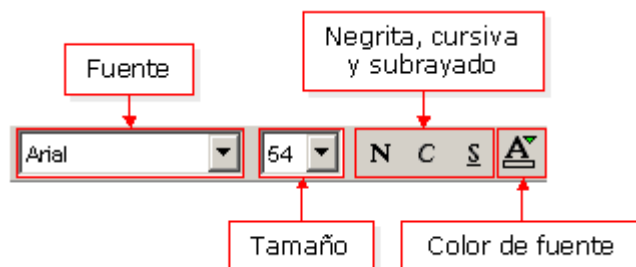 Negrita, cursiva
y subrayado
Fuente
Arial 54 N C S A
Tamaño Color de fuente